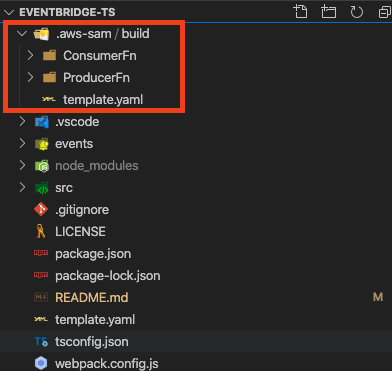 EVENTBRIDGE-TS
.aws-sam / build
ConsumerFn
ProducerFn
template.yaml
.vscode
events
node_modules
src
.gitignore
LICENSE
package.json
package-lock.json
README.md M
template.yaml
tsconfig.json
webpack.config.js